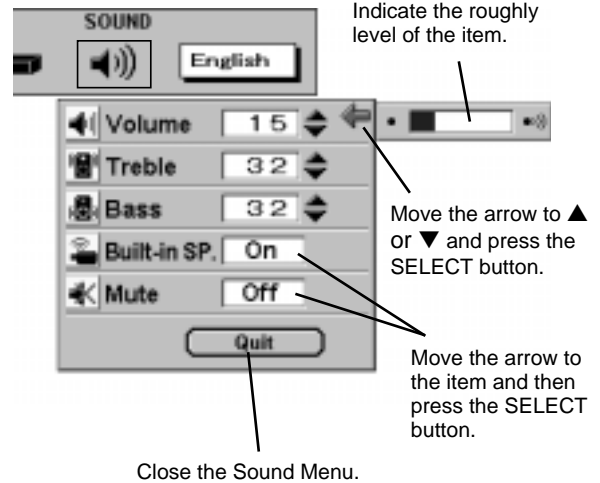 SOUND
English
Indicate the roughly
level of the item.
Volume 15
Treble 32
Bass 32
Built-in SP. On
Mute Off
Quit
Move the arrow to ▲
or ▼ and press the
SELECT button.
Move the arrow to
the item and then
press the SELECT
button.
Close the Sound Menu.